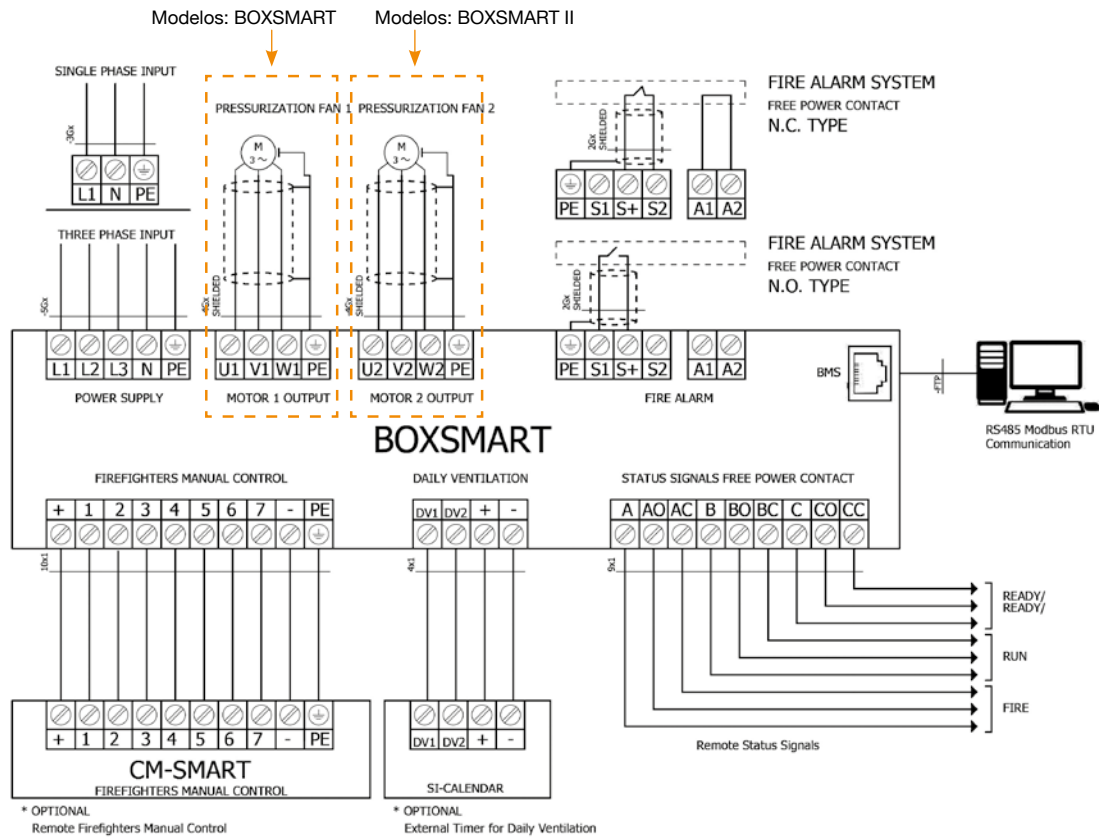 Modelos: BOXSMART
Modelos: BOXSMART II
SINGLE PHASE INPUT
-3Gx
L1 N PE
THREE PHASE INPUT
-5Gx
PRESSURIZATION FAN 1
M
3~
-4Gx
SHIELDED
PRESSURIZATION FAN 2
M
3~
-4Gx
SHIELDED
FIRE ALARM SYSTEM
FREE POWER CONTACT
N.C. TYPE
2Gx
SHIELDED
PE S1 S+ S2 A1 A2
FIRE ALARM SYSTEM
FREE POWER CONTACT
N.O. TYPE
2Gx
SHIELDED
L1 L2 L3 N PE
POWER SUPPLY
U1 V1 W1 PE
MOTOR 1 OUTPUT
U2 V2 W2 PE
MOTOR 2 OUTPUT
PE S1 S+ S2 A1 A2
FIRE ALARM
BMS
-FTP
RS485 Modbus RTU
Communication
BOXSMART
FIREFIGHTERS MANUAL CONTROL
+ 1 2 3 4 5 6 7 - PE
10x1
DAILY VENTILATION
DV1 DV2 + -
4x1
STATUS SIGNALS FREE POWER CONTACT
A AO AC B BO BC C CO CC
9x1
READY/
READY/
RUN
FIRE
Remote Status Signals
+ 1 2 3 4 5 6 7 - PE
CM-SMART
FIREFIGHTERS MANUAL CONTROL
* OPTIONAL
Remote Firefighters Manual Control
DV1 DV2 + -
SI-CALENDAR
* OPTIONAL
External Timer for Daily Ventilation